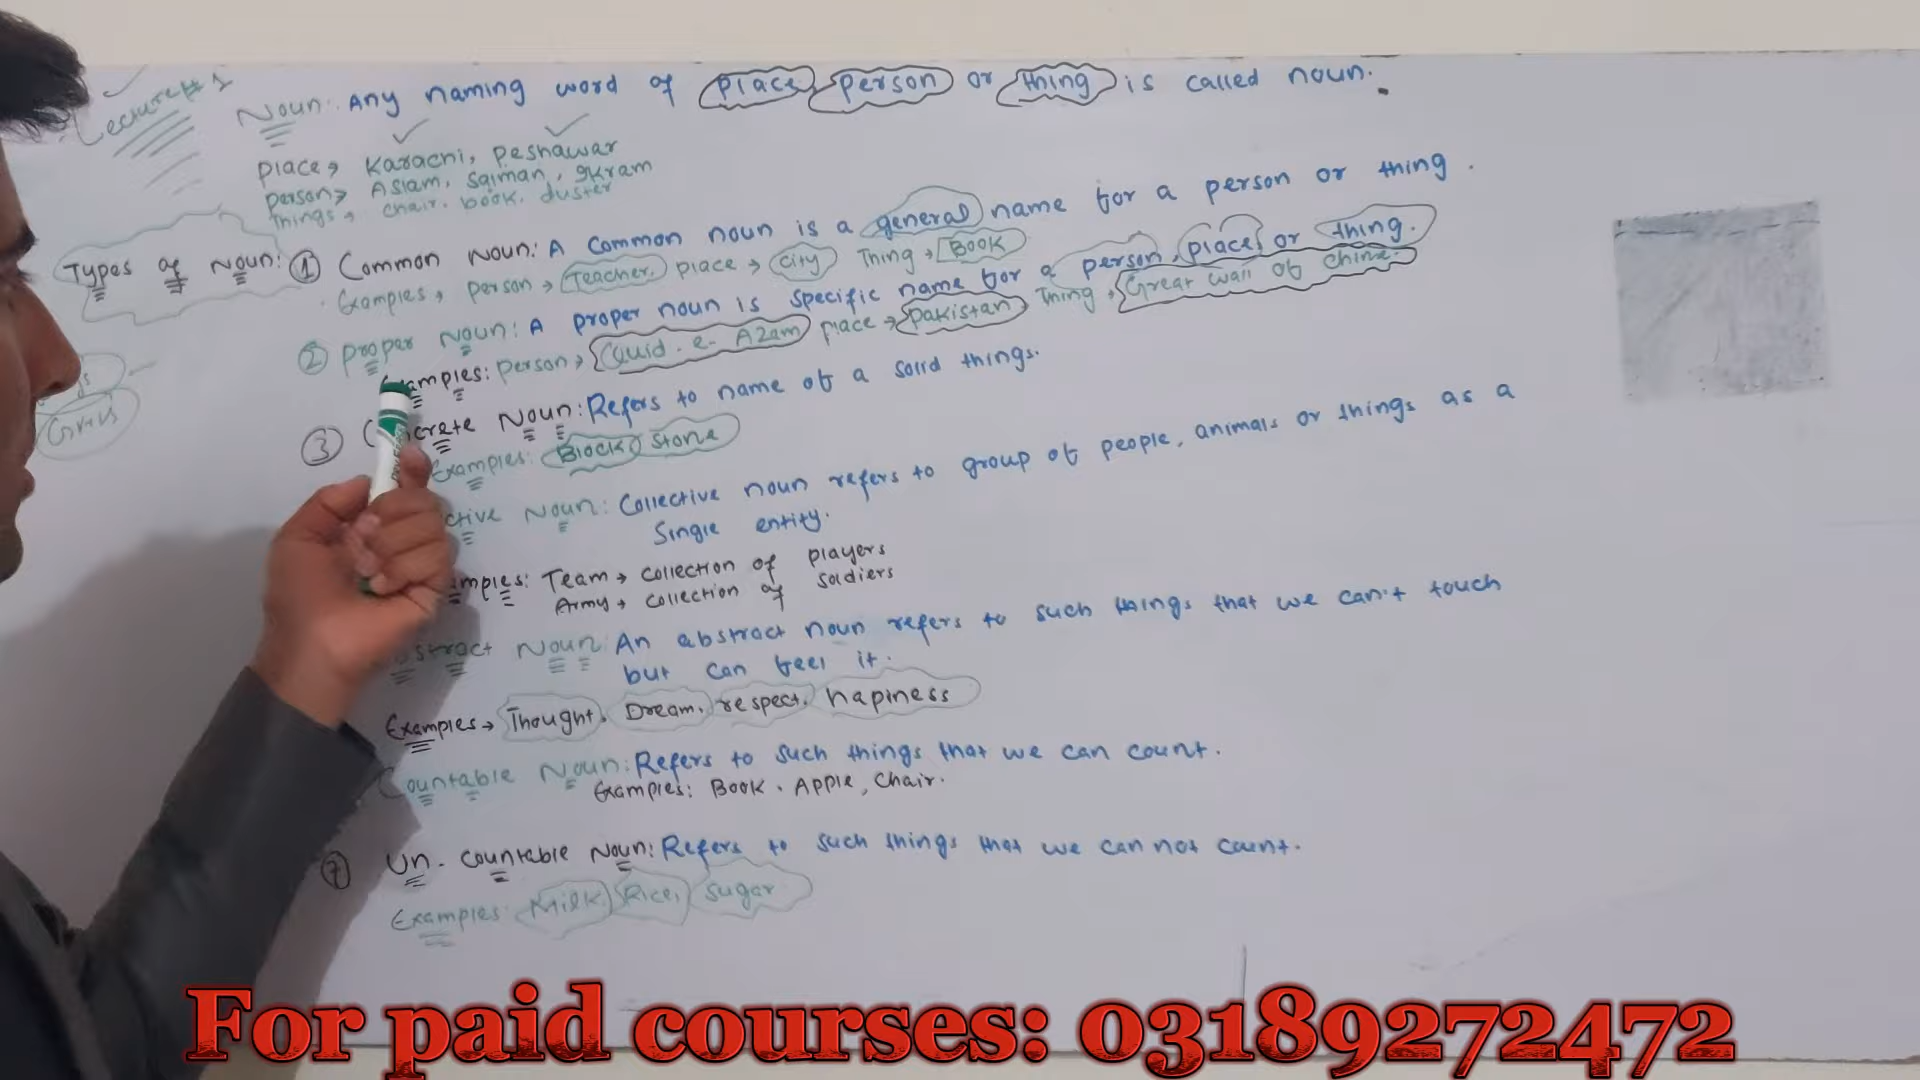 Lecture # 1
Noun: Any naming word of place, person or thing is called noun.
place → Karachi, peshawar
person → Aslam, salman, Ikram
things → chair, book, duster
Types of Noun: ① Common Noun: A common noun is a general name for a person or thing.
Examples → person → Teacher, place → city Thing → Book
② Proper Noun: A proper noun is specific name for a person, place, or thing.
Examples: person → Quid-e-Azam place → Pakistan Thing → Great wall of china.
③ Concrete Noun: Refers to name of a solid things.
Examples: Block, stone
ctive Noun: Collective noun refers to group of people, animals or things as a
single entity.
mples: Team → collection of players
Army → collection of soldiers
bstract Noun: An abstract noun refers to such things that we can't touch
but can feel it.
Examples → Thought, Dream, respect, hapiness
Countable Noun: Refers to such things that we can count.
Examples: Book, Apple, Chair.
⑦ Un-countable Noun: Refers to such things that we can not count.
Examples: Milk, Rice, sugar
For paid courses: 03189272472